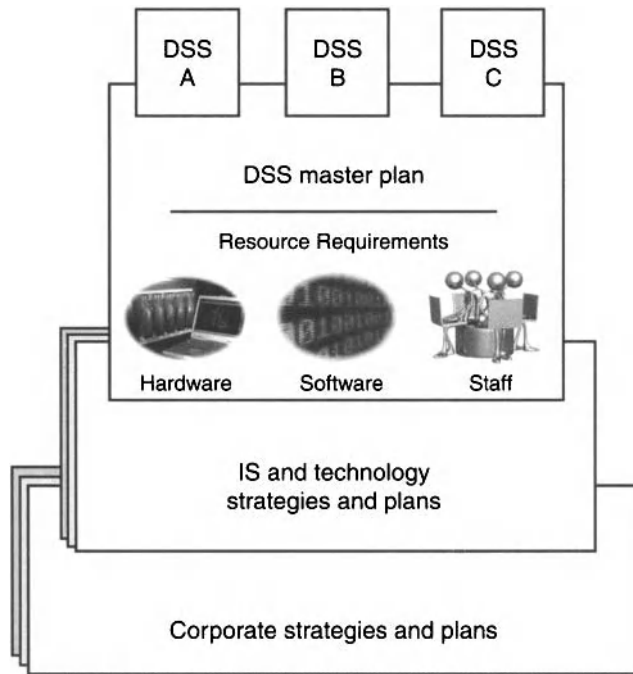 DSS
A
DSS
B
DSS
C
DSS master plan
Resource Requirements
Hardware
Software
Staff
IS and technology
strategies and plans
Corporate strategies and plans